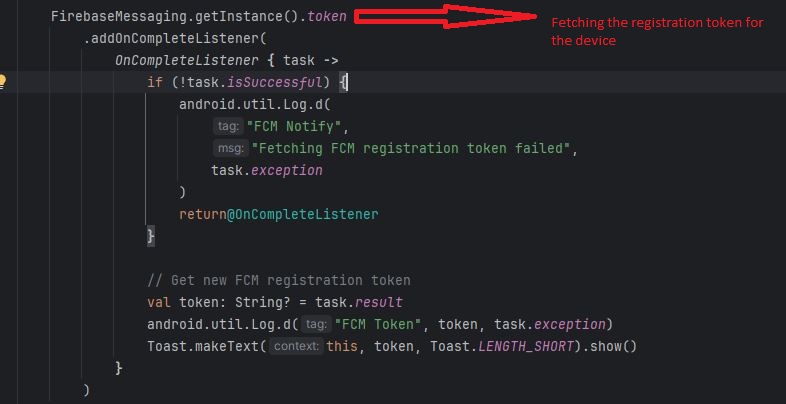 FirebaseMessaging.getInstance().token
Fetching the registration token for
the device
.addOnCompleteListener(
OnCompleteListener { task ->
if (!task.isSuccessful) {
android.util.Log.d(
tag: "FCM Notify",
msg: "Fetching FCM registration token failed",
task.exception
)
return@OnCompleteListener
}
// Get new FCM registration token
val token: String? = task.result
android.util.Log.d( tag: "FCM Token", token, task.exception)
Toast.makeText( context: this, token, Toast.LENGTH_SHORT).show()
}
)